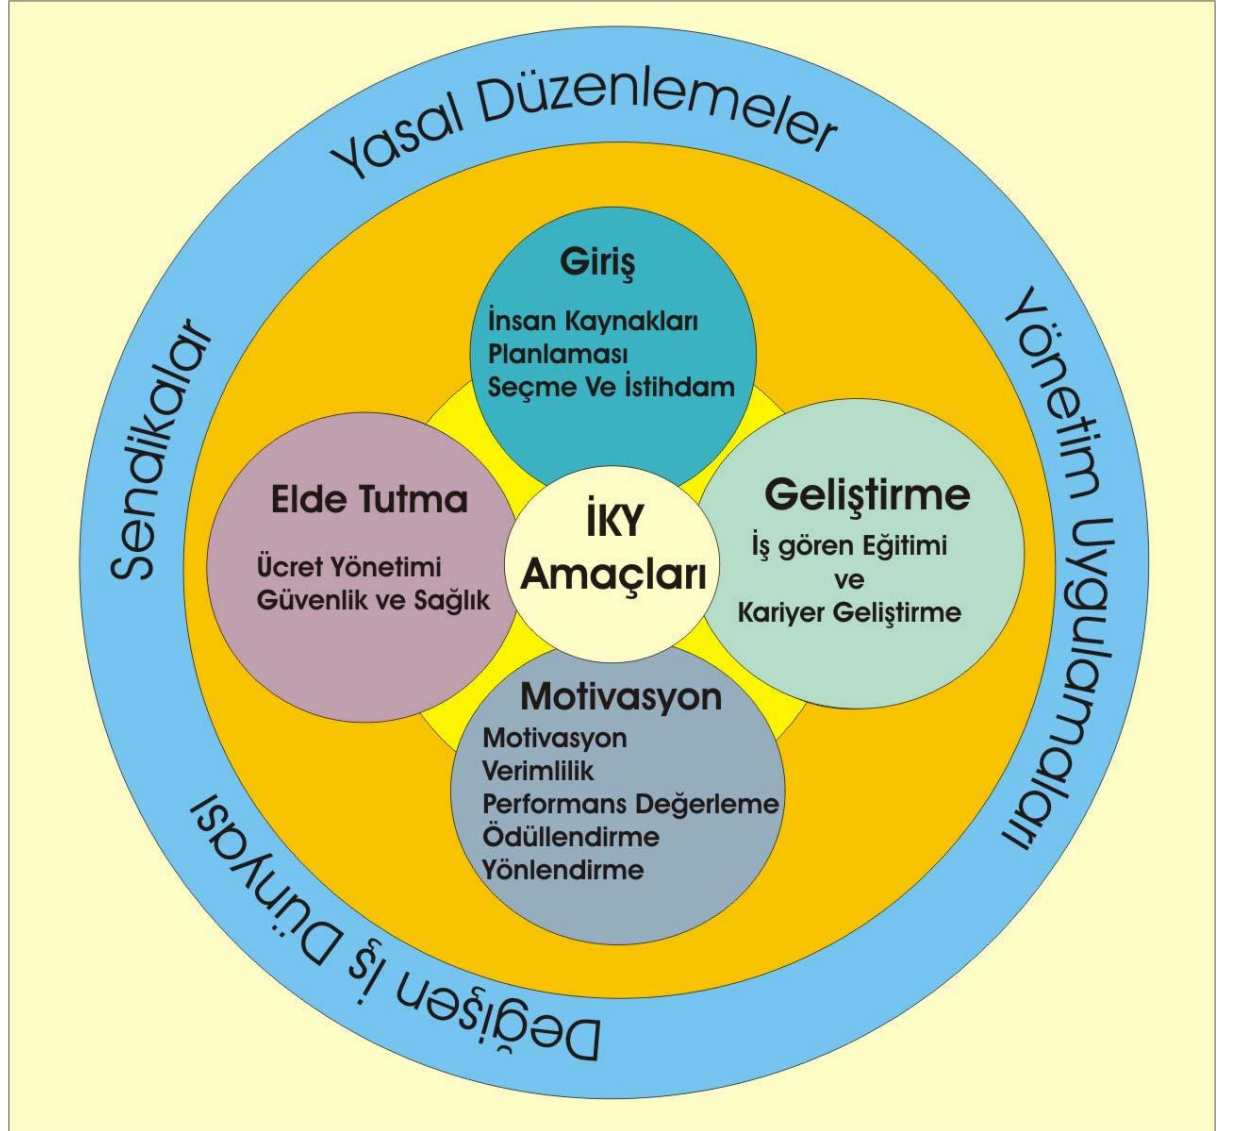 Yasal Düzenlemeler
Sendikalar
Yönetim Uygulamaları
Değişen İş Dünyası
Giriş
İnsan Kaynakları
Planlaması
Seçme Ve İstihdam
Elde Tutma
Ücret Yönetimi
Güvenlik ve Sağlık
İKY
Amaçları
Geliştirme
İş gören Eğitimi
ve
Kariyer Geliştirme
Motivasyon
Motivasyon
Verimlilik
Performans Değerleme
Ödüllendirme
Yönlendirme